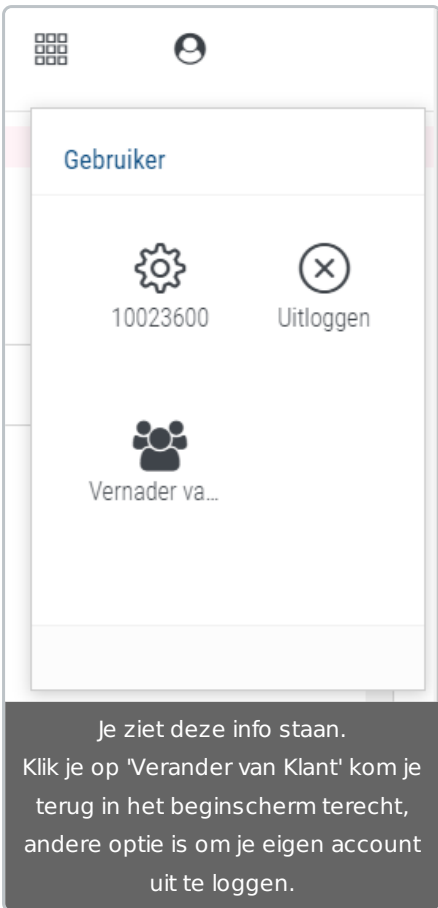 Gebruiker
10023600 Uitloggen
Vernader va...
Je ziet deze info staan.
Klik je op 'Verander van Klant' kom je
terug in het beginscherm terecht,
andere optie is om je eigen account
uit te loggen.